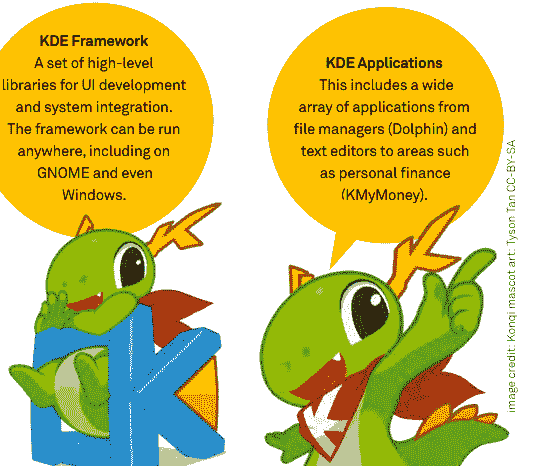 KDE Framework
A set of high-level
libraries for UI development
and system integration.
The framework can be run
anywhere, including on
GNOME and even
Windows.
KDE Applications
This includes a wide
array of applications from
file managers (Dolphin) and
text editors to areas such
as personal finance
(KMyMoney).
image credit: Konqi mascot art: Tyson Tan CC-BY-SA
K